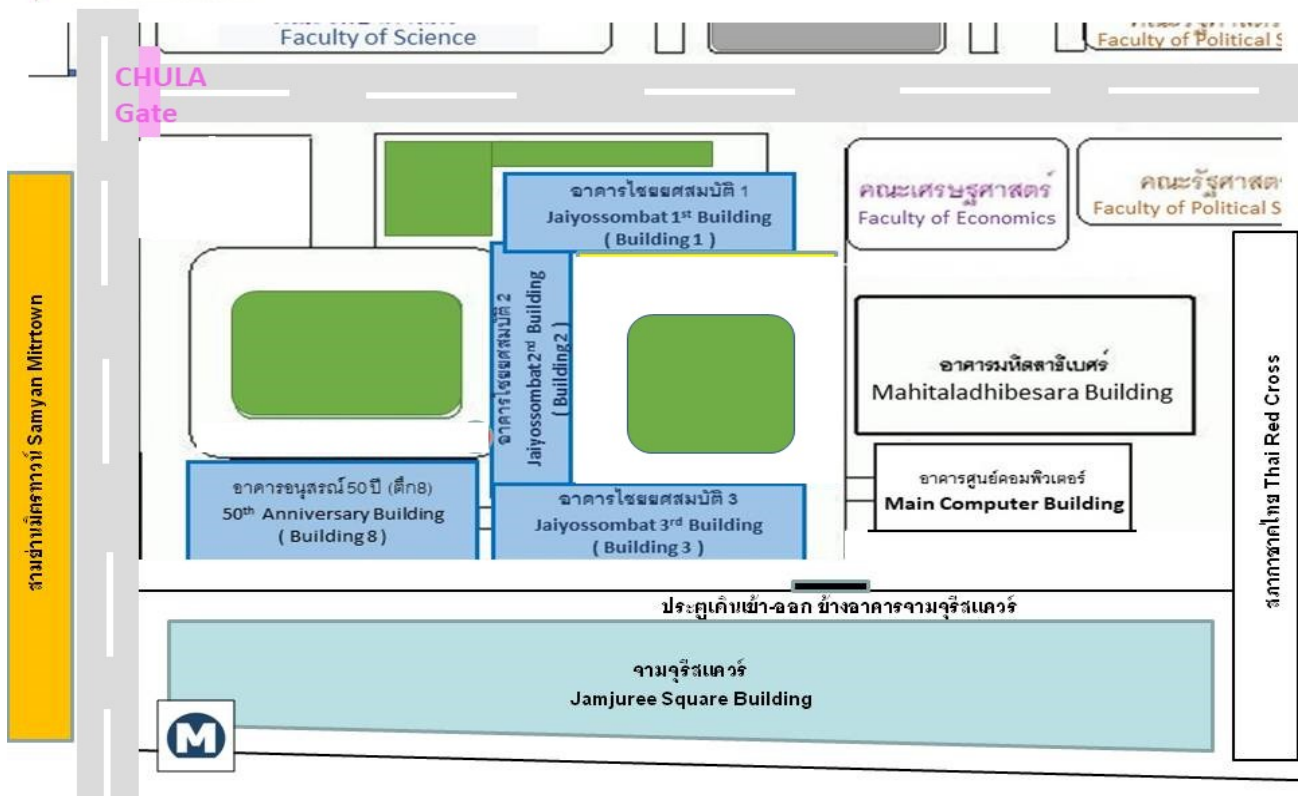 Faculty of Science
Faculty of Political S
CHULA
Gate
อาคารไชยยศสมบัติ 1
Jaiyossombat 1st Building
( Building 1 )
คณะเศรษฐศาสตร์
Faculty of Economics
คณะรัฐศาสต
Faculty of Political S
สามย่านมิตรทาวน์ Samyan Mitrtown
อาคารไชยยศสมบัติ 2
Jaiyossombat 2nd Building
( Building 2 )
อาคารมหิตลาธิเบศร์
Mahitaladhibesara Building
สภากาชาดไทย Thai Red Cross
อาคารอนุสรณ์ 50 ปี (ตึก8)
50th Anniversary Building
( Building 8 )
อาคารไชยยศสมบัติ 3
Jaiyossombat 3rd Building
( Building 3 )
อาคารศูนย์คอมพิวเตอร์
Main Computer Building
ประตูเดินเข้า-ออก ข้างอาคารจามจุรีสแควร์
จามจุรีสแควร์
Jamjuree Square Building
M